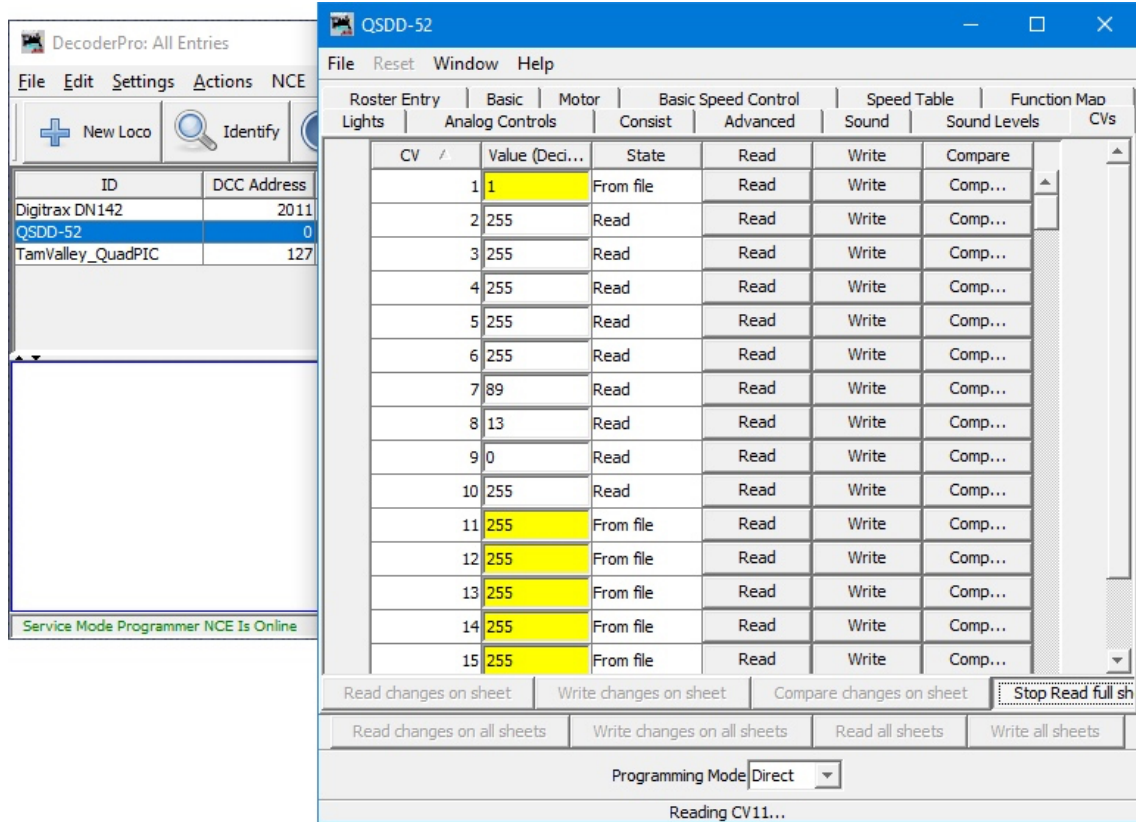 DecoderPro: All Entries
File Edit Settings Actions NCE
New Loco Identify
ID DCC Address
Digitrax DN142 2011
QSDD-52 0
TamValley_QuadPIC 127
Service Mode Programmer NCE Is Online
QSDD-52
File Reset Window Help
Roster Entry Basic Motor Basic Speed Control Speed Table Function Map
Lights Analog Controls Consist Advanced Sound Sound Levels CVs
CV Value (Deci... State Read Write Compare
1 1 From file Read Write Comp...
2 255 Read Read Write Comp...
3 255 Read Read Write Comp...
4 255 Read Read Write Comp...
5 255 Read Read Write Comp...
6 255 Read Read Write Comp...
7 89 Read Read Write Comp...
8 13 Read Read Write Comp...
9 0 Read Read Write Comp...
10 255 Read Read Write Comp...
11 255 From file Read Write Comp...
12 255 From file Read Write Comp...
13 255 From file Read Write Comp...
14 255 From file Read Write Comp...
15 255 From file Read Write Comp...
Read changes on sheet Write changes on sheet Compare changes on sheet Stop Read full sh
Read changes on all sheets Write changes on all sheets Read all sheets Write all sheets
Programming Mode Direct
Reading CV11...